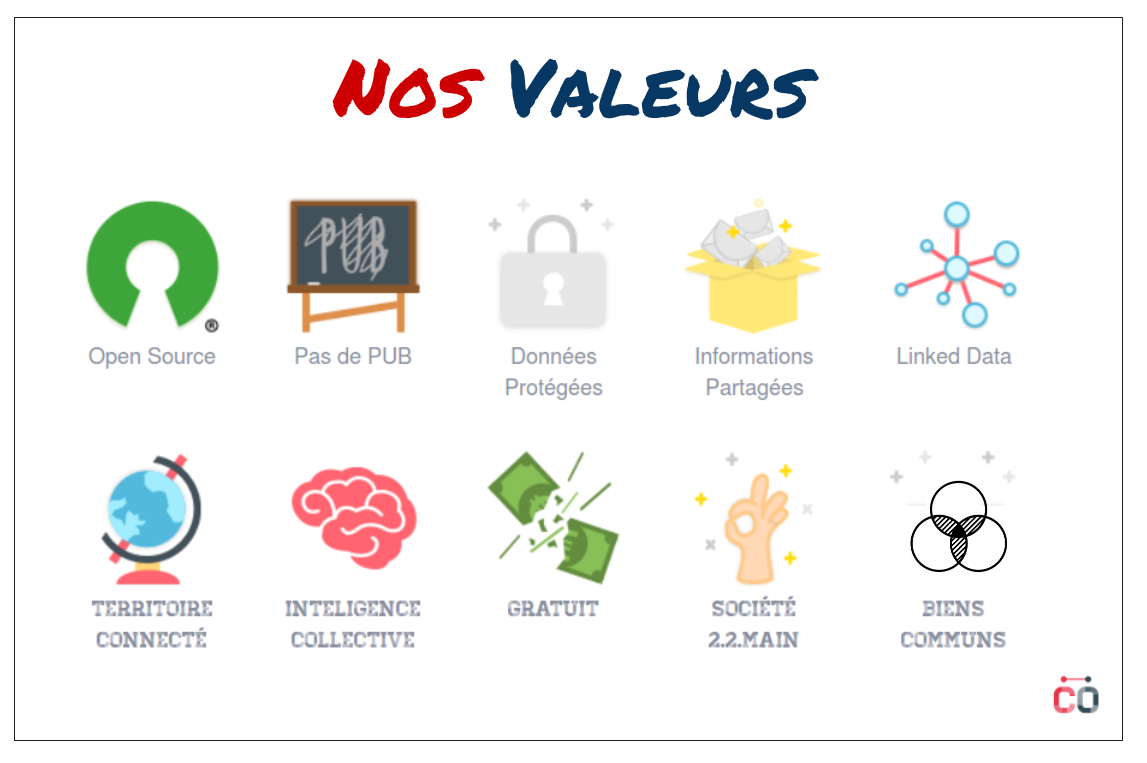 Nos Valeurs
PUB
®
Open Source
Pas de PUB
Données
Protégées
Informations
Partagées
Linked Data
TERRITOIRE
CONNECTÉ
INTELIGENCE
COLLECTIVE
GRATUIT
SOCIÉTÉ
2.2.MAIN
BIENS
COMMUNS
CO